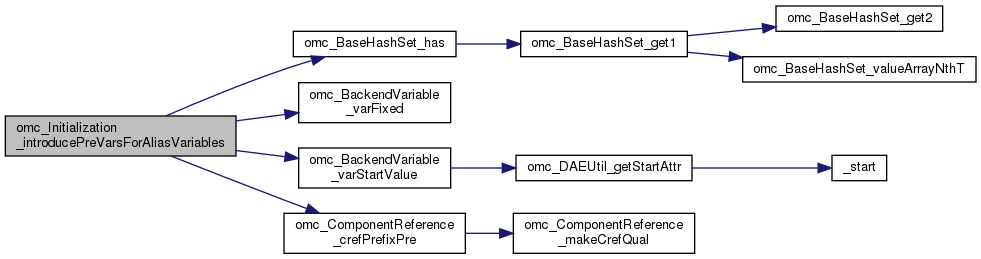 omc_Initialization
_introducePreVarsForAliasVariables
omc_BaseHashSet_has
omc_BaseHashSet_get1
omc_BaseHashSet_get2
omc_BaseHashSet_valueArrayNthT
omc_BackendVariable
_varFixed
omc_BackendVariable
_varStartValue
omc_DAEUtil_getStartAttr
_start
omc_ComponentReference
_crefPrefixPre
omc_ComponentReference
_makeCrefQual